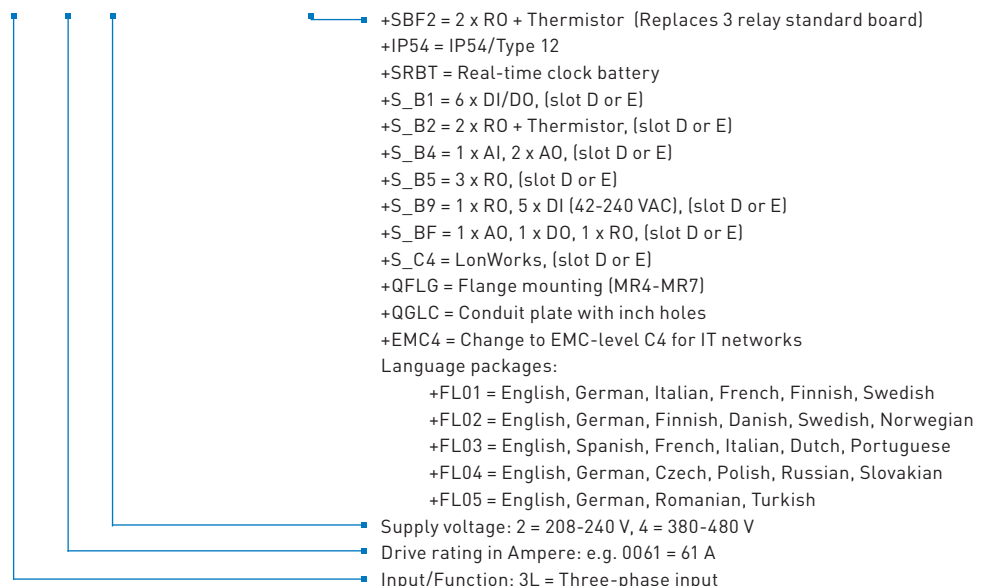 +SBF2 = 2 x RO + Thermistor (Replaces 3 relay standard board)
+IP54 = IP54/Type 12
+SRBT = Real-time clock battery
+S_B1 = 6 x DI/DO, (slot D or E)
+S_B2 = 2 x RO + Thermistor, (slot D or E)
+S_B4 = 1 x AI, 2 x AO, (slot D or E)
+S_B5 = 3 x RO, (slot D or E)
+S_B9 = 1 x RO, 5 x DI (42-240 VAC), (slot D or E)
+S_BF = 1 x AO, 1 x DO, 1 x RO, (slot D or E)
+S_C4 = LonWorks, (slot D or E)
+QFLG = Flange mounting (MR4-MR7)
+QGLC = Conduit plate with inch holes
+EMC4 = Change to EMC-level C4 for IT networks
Language packages:
+FL01 = English, German, Italian, French, Finnish, Swedish
+FL02 = English, German, Finnish, Danish, Swedish, Norwegian
+FL03 = English, Spanish, French, Italian, Dutch, Portuguese
+FL04 = English, German, Czech, Polish, Russian, Slovakian
+FL05 = English, German, Romanian, Turkish
Supply voltage: 2 = 208-240 V, 4 = 380-480 V
Drive rating in Ampere: e.g. 0061 = 61 A
Input/Function: 3L = Three-phase input